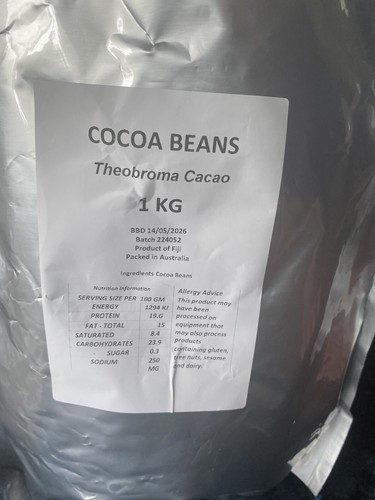 COCOA BEANS
Theobroma Cacao
1 KG
BBD 14/05/2026
Batch 224052
Product of Fiji
Packed in Australia
Ingredients Cocoa Beans
Nutrition Information
SERVING SIZE PER 100 GM
ENERGY 1294 KJ
PROTEIN 19.G
FAT - TOTAL 15
SATURATED 8.4
CARBOHYDRATES 23.9
- SUGAR 0.3
SODIUM 250
MG
Allergy Advice
This product may
have been
processed on
equipment that
may also process
products
containing gluten,
tree nuts, sesame
and dairy.